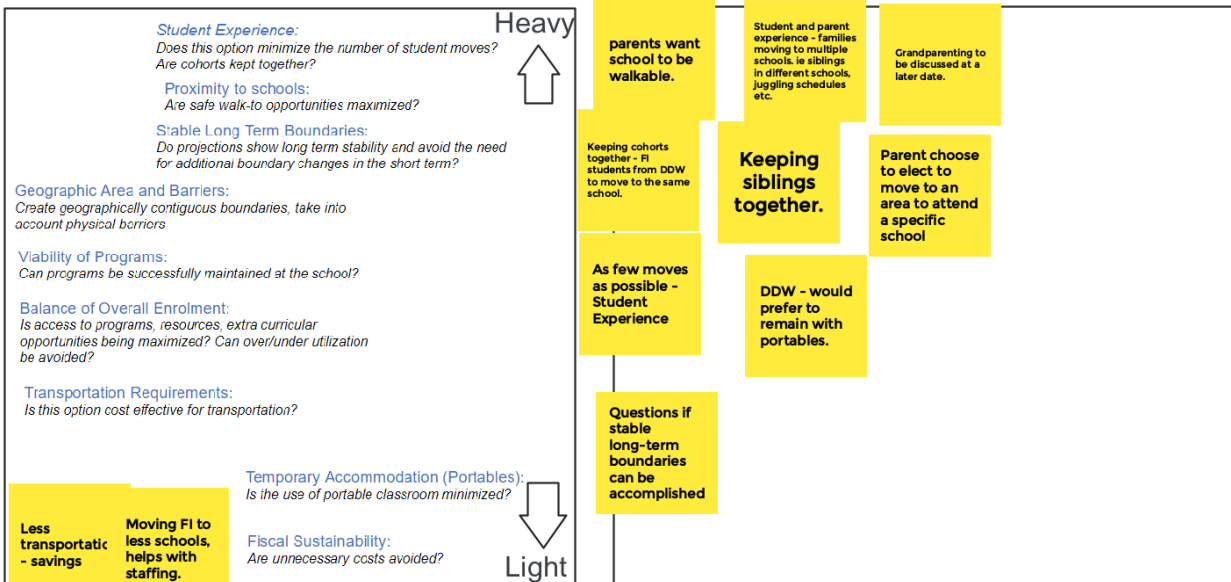 Heavy
Student Experience:
Does this option minimize the number of student moves?
Are cohorts kept together?
Proximity to schools:
Are safe walk-to opportunities maximized?
Stable Long Term Boundaries:
Do projections show long term stability and avoid the need
for additional boundary changes in the short term?
Geographic Area and Barriers:
Create geographically contiguous boundaries, take into
account physical barriers
Viability of Programs:
Can programs be successfully maintained at the school?
Balance of Overall Enrolment:
Is access to programs, resources, extra curricular
opportunities being maximized? Can over/under utilization
be avoided?
Transportation Requirements:
Is this option cost effective for transportation?
Temporary Accommodation (Portables):
Is the use of portable classroom minimized?
Fiscal Sustainability:
Are unnecessary costs avoided?
Light
Less
transportatic
- savings
Moving FI to
less schools,
helps with
staffing.
parents want
school to be
walkable.
Student and parent
experience - families
moving to multiple
schools. ie siblings
in different schools,
juggling schedules
etc.
Grandparenting to
be discussed at a
later date.
Keeping cohorts
together - FI
students from DDW
to move to the same
school.
Keeping
siblings
together.
Parent choose
to elect to
move to an
area to attend
a specific
school
As few moves
as possible -
Student
Experience
DDW - would
prefer to
remain with
portables.
Questions if
stable
long-term
boundaries
can be
accomplished